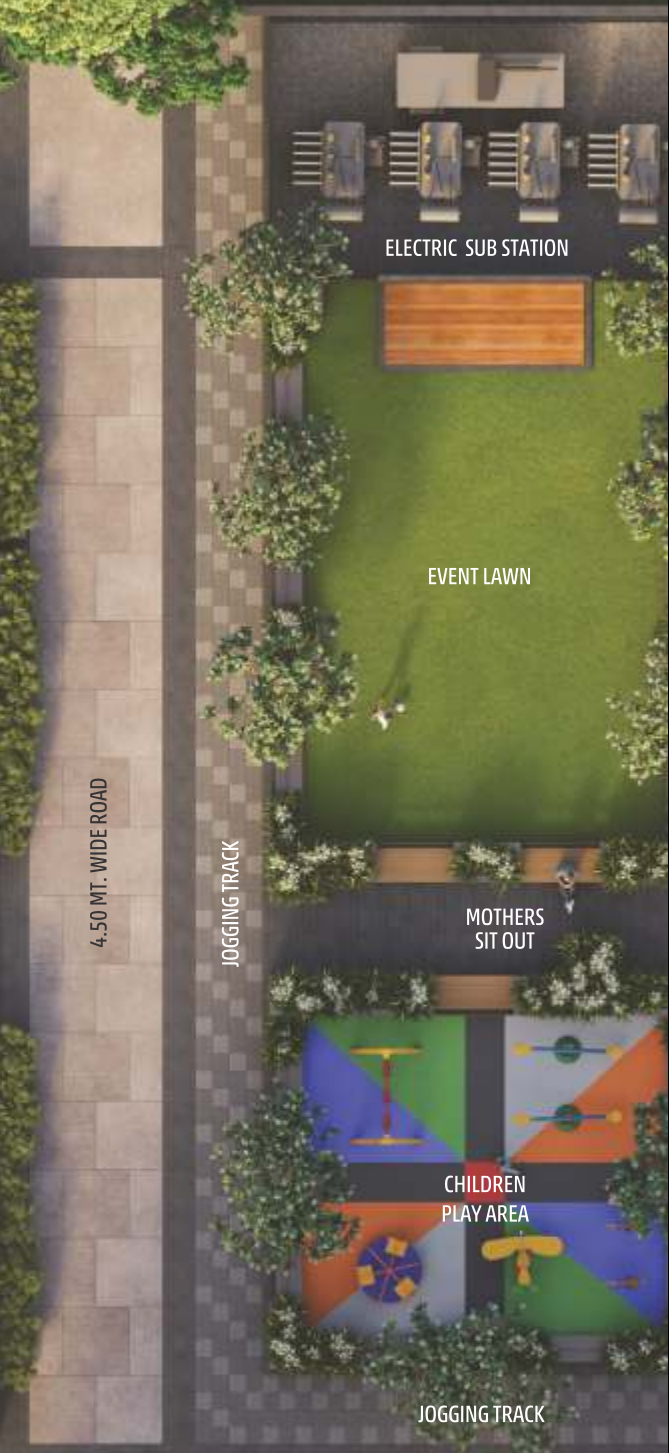 ELECTRIC SUB STATION
EVENT LAWN
4.50 MT. WIDE ROAD
JOGGING TRACK
MOTHERS
SIT OUT
CHILDREN
PLAY AREA
JOGGING TRACK